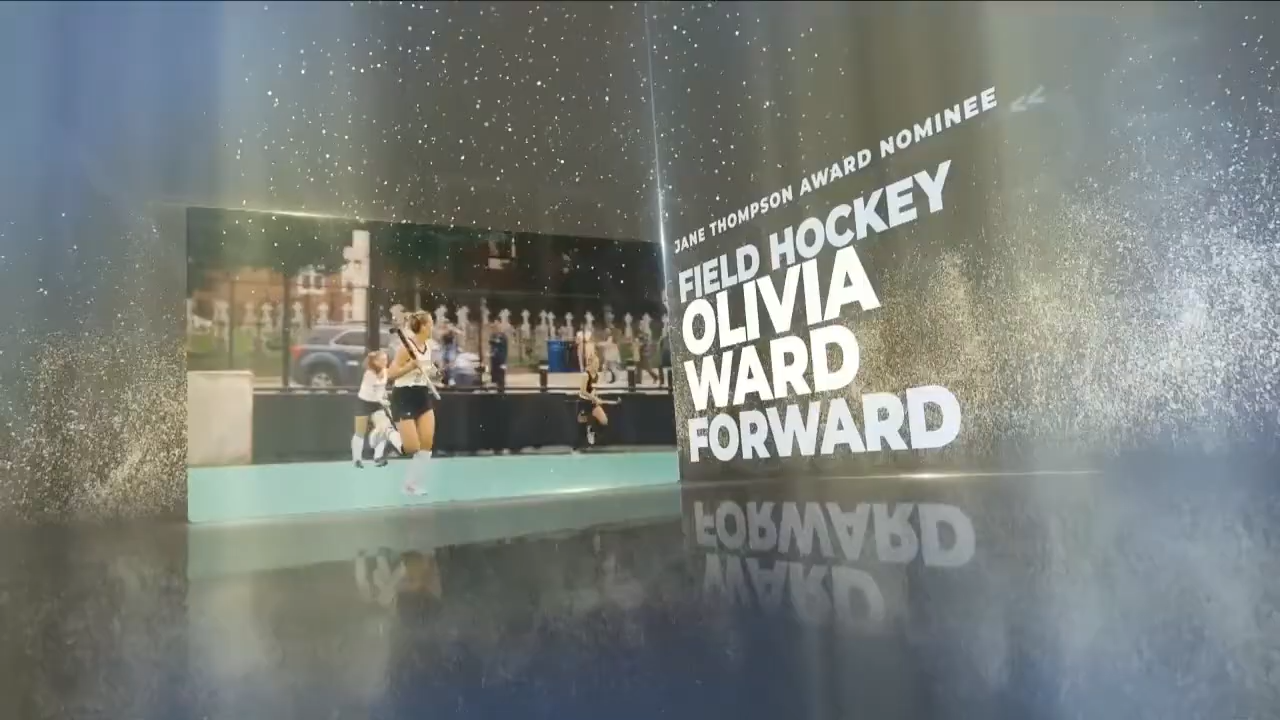 JANE THOMPSON AWARD NOMINEE
FIELD HOCKEY
OLIVIA
WARD
FORWARD